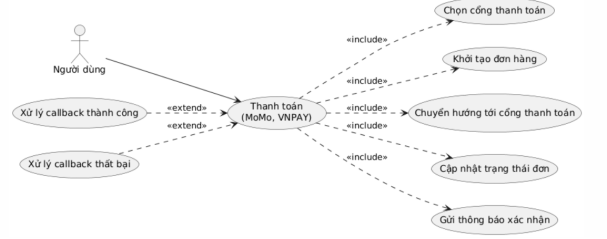 Chọn cổng thanh toán
«include»
Người dùng
Khởi tạo đơn hàng
«include»
Xử lý callback thành công
«extend»
Thanh toán
(MoMo, VNPAY)
«include»
Chuyển hướng tới cổng thanh toán
«extend»
«include»
Xử lý callback thất bại
Cập nhật trạng thái đơn
«include»
Gửi thông báo xác nhận